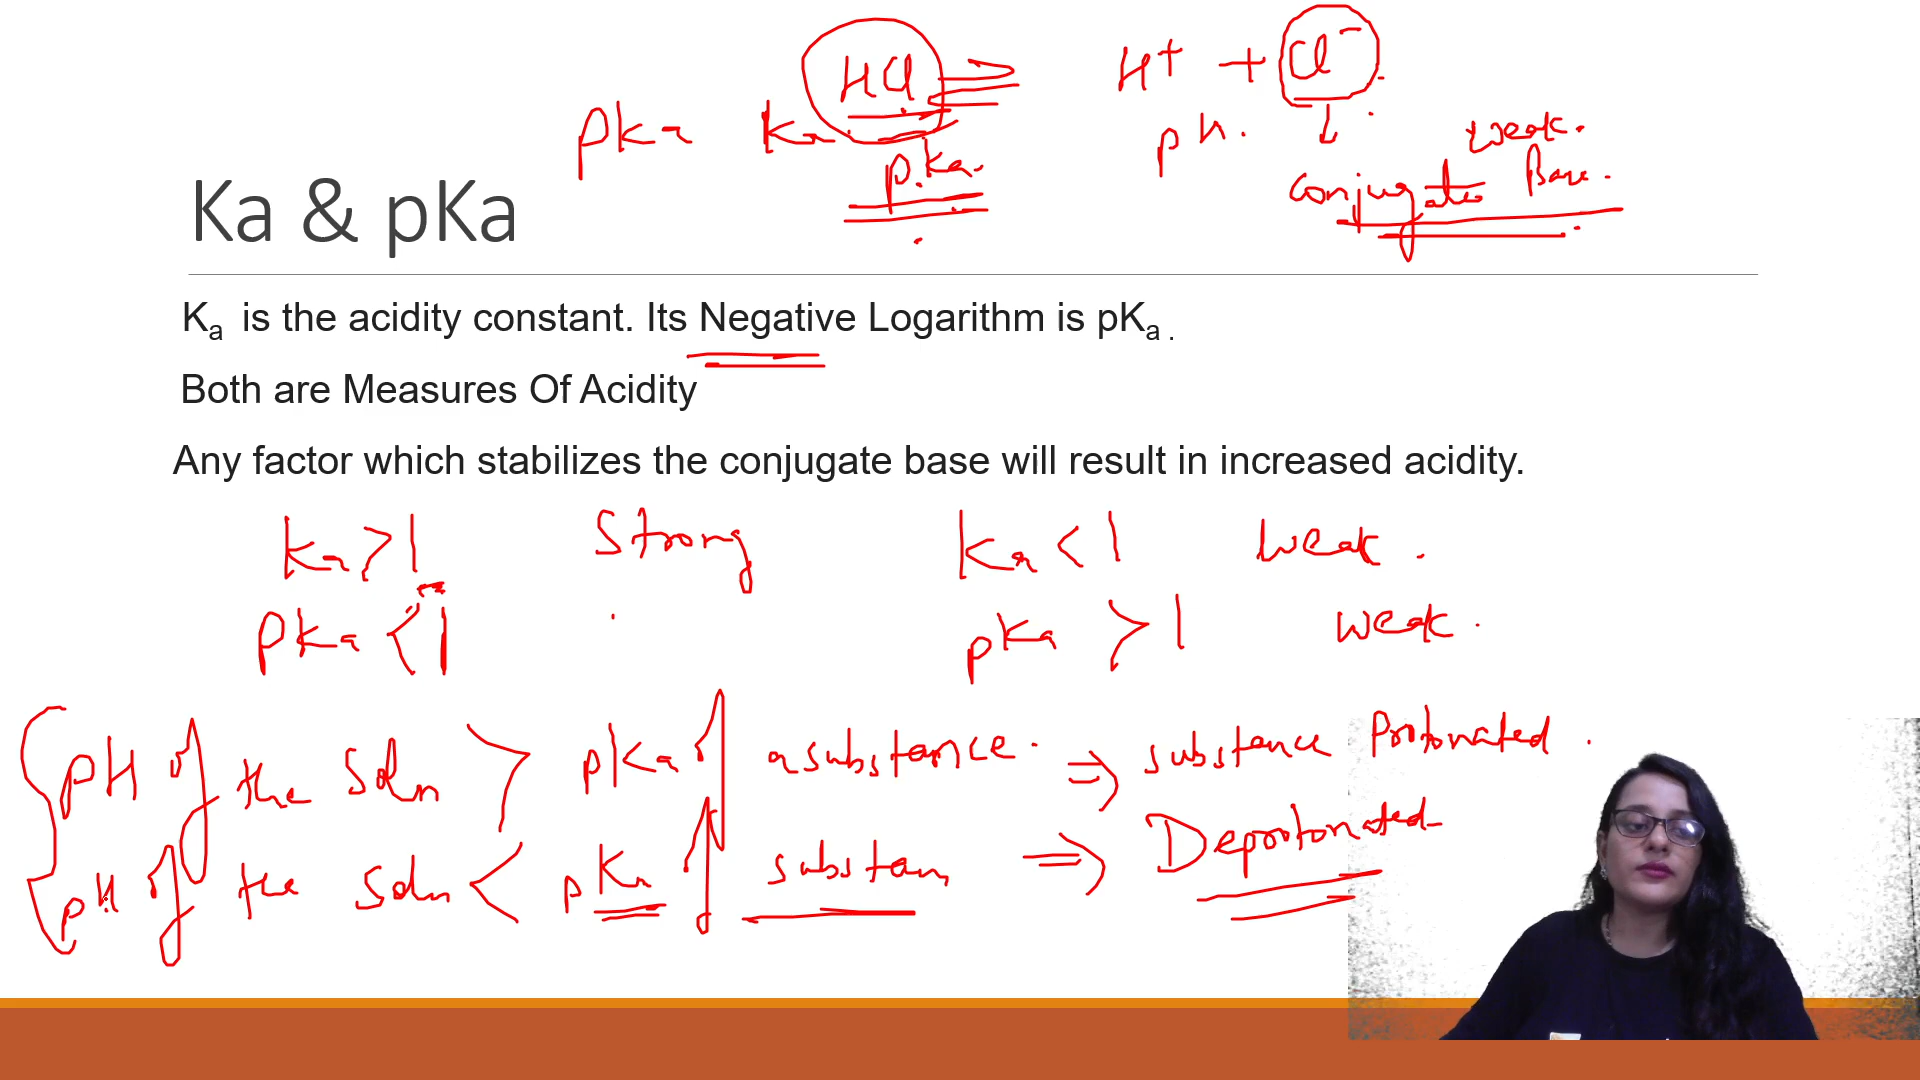 HCl ⇒ H+ + Cl-
pka ka pH. weak.
p.ka. conjugate Base.
Ka & pKa
Ka is the acidity constant. Its Negative Logarithm is pKa .
Both are Measures Of Acidity
Any factor which stabilizes the conjugate base will result in increased acidity.
ka >1 Strong ka <1 weak.
pka <1 pka >1 weak.
pH of the soln > pka of a substance. ⇒ substance Protonated.
pH of the soln < pka of substan ⇒ Deprotonated